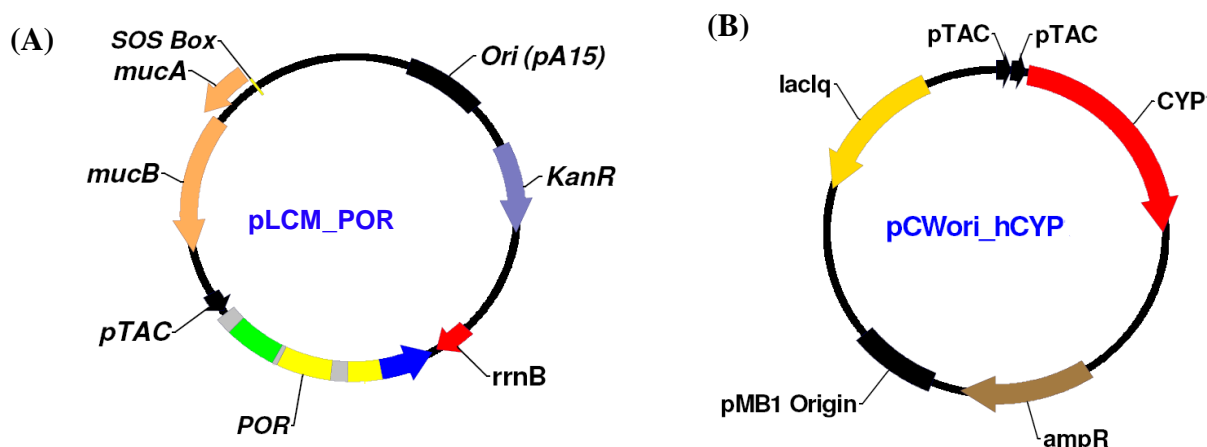 (A)
SOS Box
mucA
Ori (pA15)
mucB
KanR
pLCM_POR
pTAC
rrnB
POR
(B)
pTAC pTAC
lacIq
CYP
pCWori_hCYP
pMB1 Origin
ampR